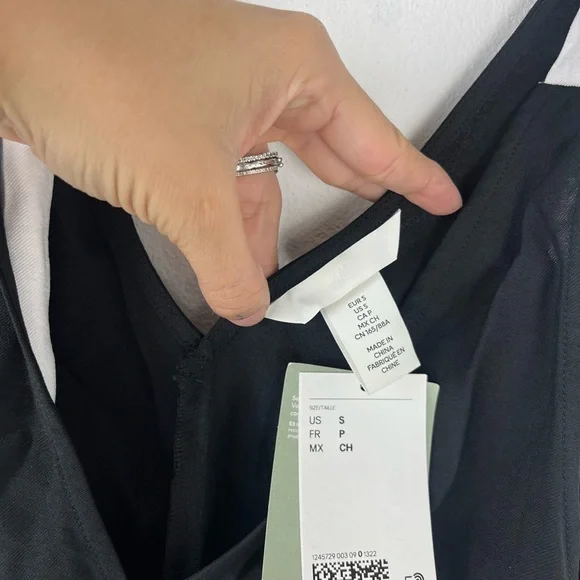 EUR S
US S
CA P
MX CH
CN 165/88A
MADE IN
CHINA
FABRIQUÉ EN
CHINE
SIZE/TAILLE
US S
FR P
MX CH
1245729 003 09 0 1322